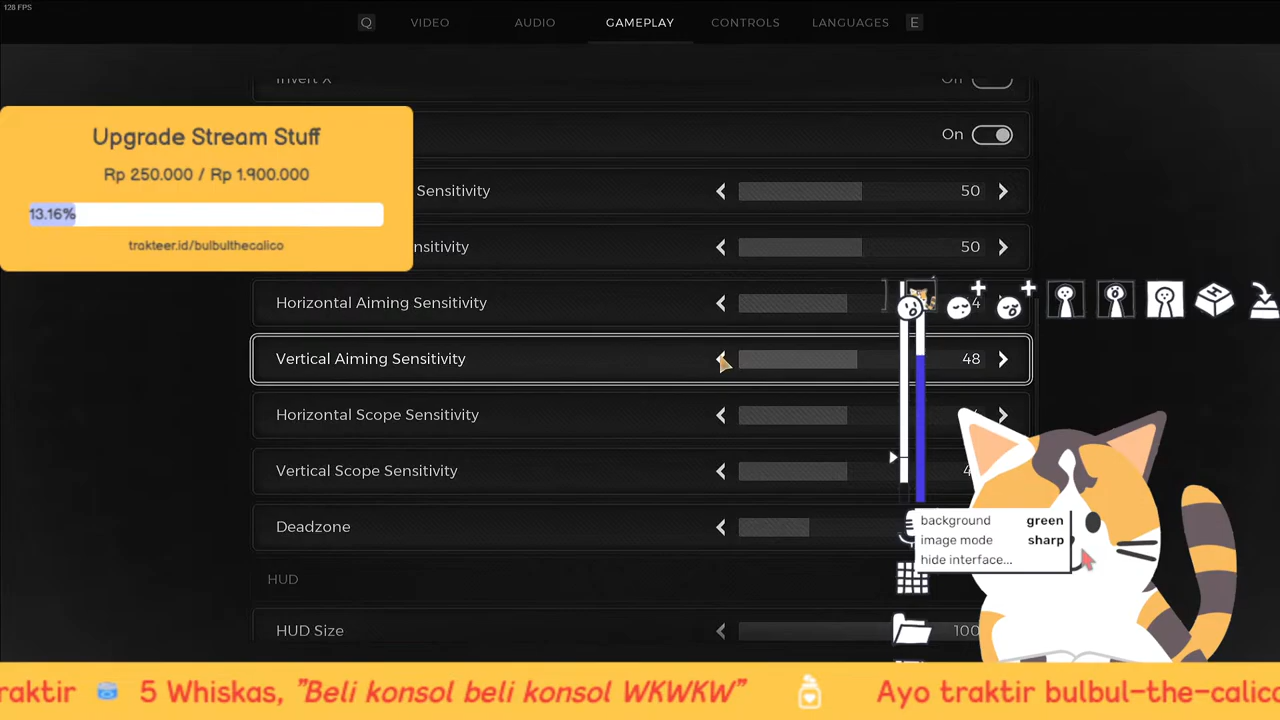 128 FPS
Q VIDEO AUDIO GAMEPLAY CONTROLS LANGUAGES E
Invert X Off
On
Upgrade Stream Stuff
Rp 250.000 / Rp 1.900.000
13.16%
trakteer.id/bulbulthecalico
Sensitivity 50
nsitivity 50
Horizontal Aiming Sensitivity
Vertical Aiming Sensitivity 48
Horizontal Scope Sensitivity
Vertical Scope Sensitivity
background green
image mode sharp
hide interface...
Deadzone
HUD
HUD Size 100
raktir 5 Whiskas, "Beli konsol beli konsol WKWKW" Ayo traktir bulbul-the-calico